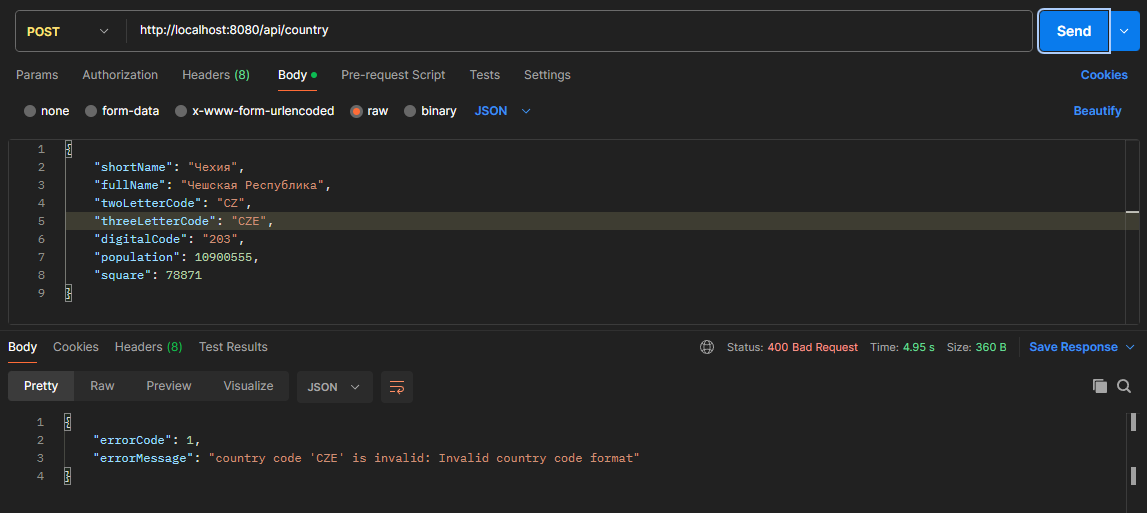 POST http://localhost:8080/api/country Send
Params Authorization Headers (8) Body Pre-request Script Tests Settings Cookies
none form-data x-www-form-urlencoded raw binary JSON Beautify
1 {
2 "shortName": "Чехия",
3 "fullName": "Чешская Республика",
4 "twoLetterCode": "CZ",
5 "threeLetterCode": "CZE",
6 "digitalCode": "203",
7 "population": 10900555,
8 "square": 78871
9 }
Body Cookies Headers (8) Test Results Status: 400 Bad Request Time: 4.95 s Size: 360 B Save Response
Pretty Raw Preview Visualize JSON
1 {
2 "errorCode": 1,
3 "errorMessage": "country code 'CZE' is invalid: Invalid country code format"
4 }